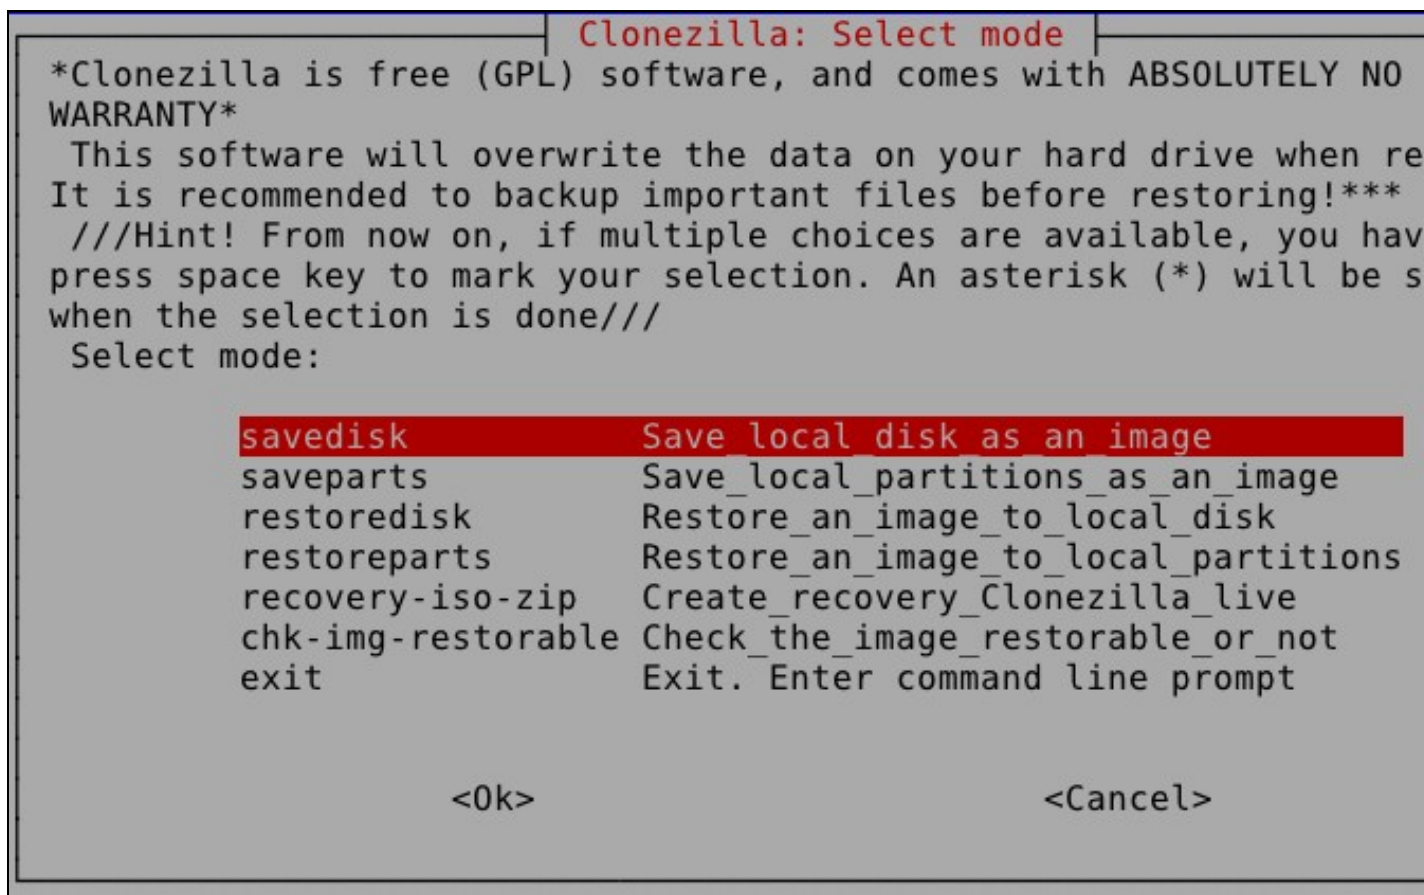 Clonezilla: Select mode
*Clonezilla is free (GPL) software, and comes with ABSOLUTELY NO
WARRANTY*
This software will overwrite the data on your hard drive when re
It is recommended to backup important files before restoring!***
///Hint! From now on, if multiple choices are available, you hav
press space key to mark your selection. An asterisk (*) will be s
when the selection is done///
Select mode:
savedisk Save_local_disk_as_an_image
saveparts Save_local_partitions_as_an_image
restoredisk Restore_an_image_to_local_disk
restoreparts Restore_an_image_to_local_partitions
recovery-iso-zip Create_recovery_Clonezilla_live
chk-img-restorable Check_the_image_restorable_or_not
exit Exit. Enter command line prompt
<Ok> <Cancel>